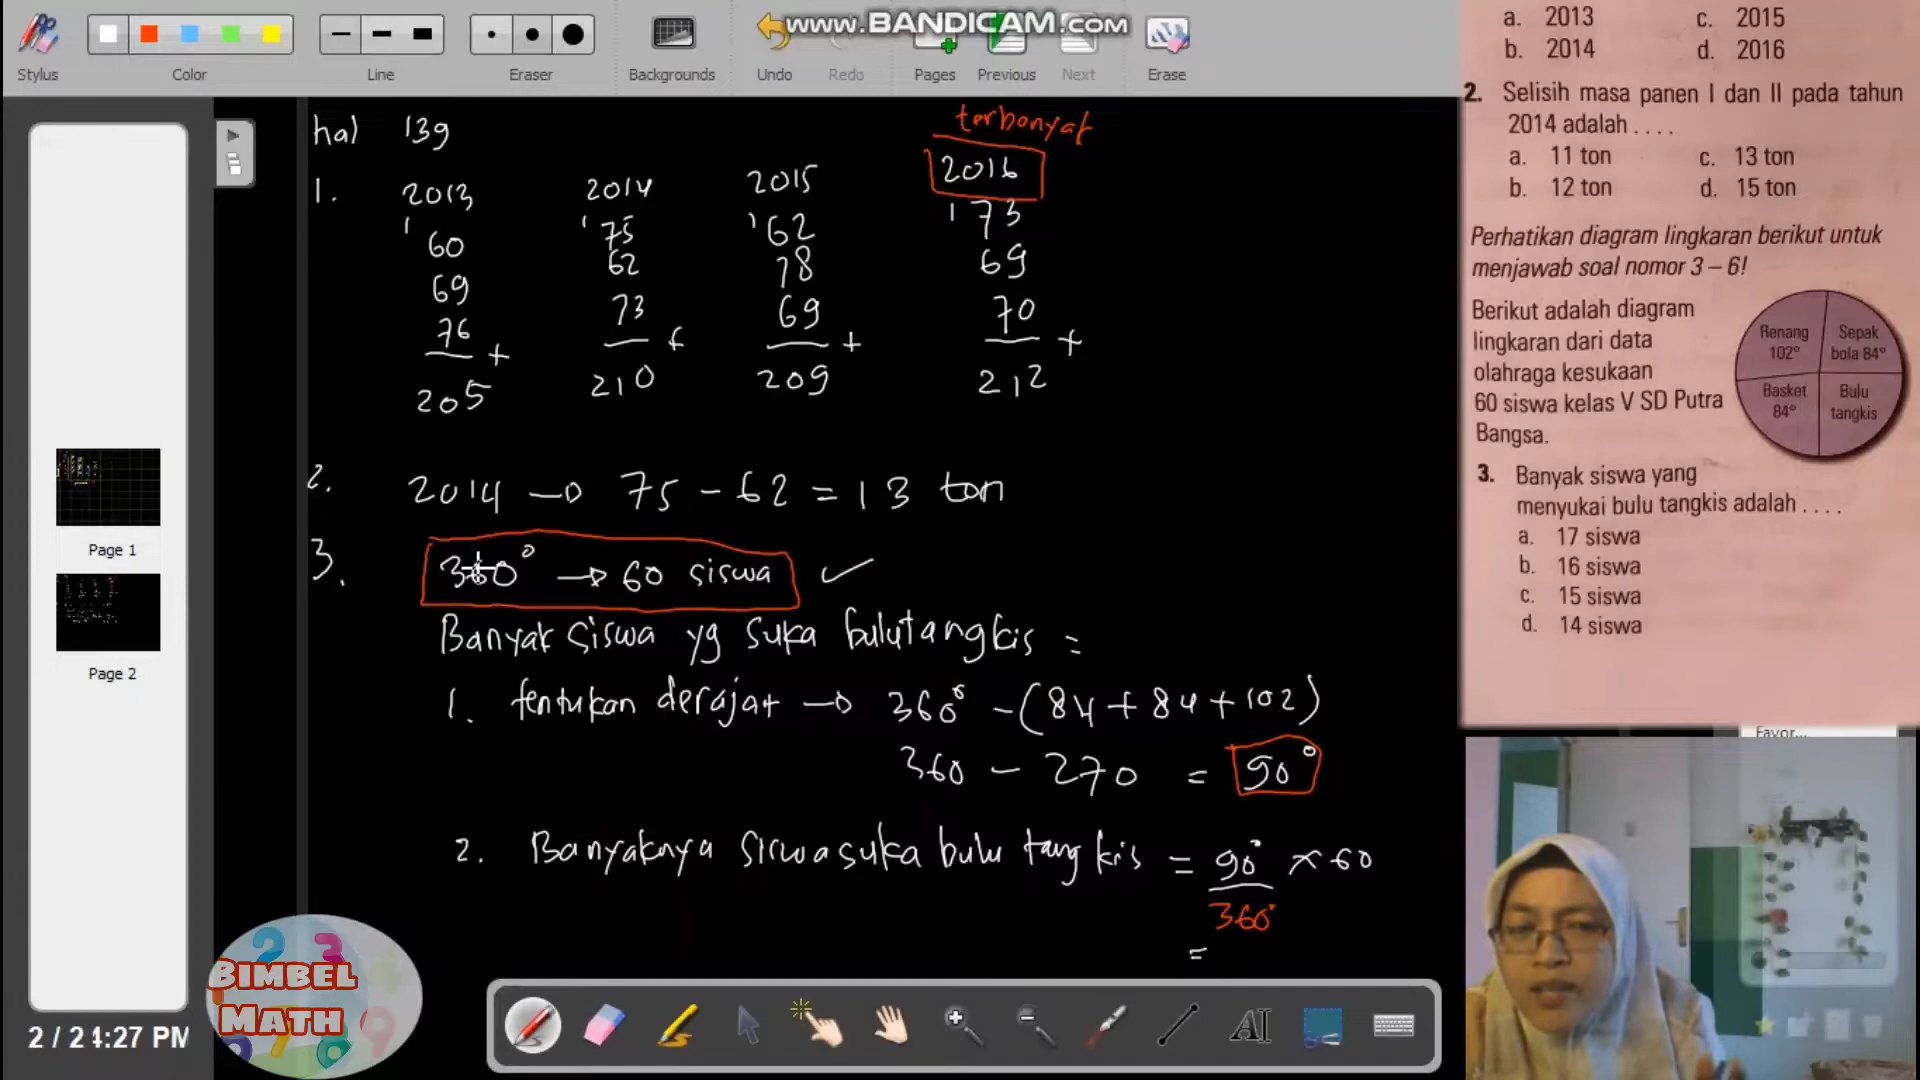 Stylus
Color
Line
Eraser
Backgrounds
Undo
Redo
Pages
Previous
Next
Erase
www.BANDICAM.com
hal 139
terbanyak
1. 2013 2014 2015 2016
1 60 1 75 1 62 1 73
69 62 78 69
76 + 73 + 69 + 70 +
205 210 209 212
2. 2014 → 75 - 62 = 13 ton
3. 360° → 60 siswa ✓
Banyak siswa yg suka bulutangkis =
1. tentukan derajat → 360° - (84 + 84 + 102)
360 - 270 = 90°
2. Banyaknya siswa suka bulu tangkis = 90° × 60
360°
=
Page 1
Page 2
2 / 2 4:27 PM
BIMBEL
MATH
a. 2013 c. 2015
b. 2014 d. 2016
2. Selisih masa panen I dan II pada tahun
2014 adalah . . . .
a. 11 ton c. 13 ton
b. 12 ton d. 15 ton
Perhatikan diagram lingkaran berikut untuk
menjawab soal nomor 3 – 6!
Berikut adalah diagram
lingkaran dari data
olahraga kesukaan
60 siswa kelas V SD Putra
Bangsa.
Renang
102°
Sepak
bola 84°
Basket
84°
Bulu
tangkis
3. Banyak siswa yang
menyukai bulu tangkis adalah . . . .
a. 17 siswa
b. 16 siswa
c. 15 siswa
d. 14 siswa
Favor...